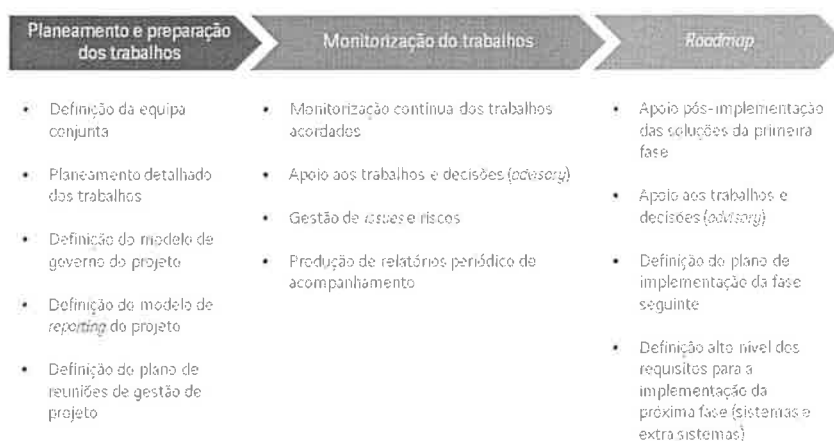 Planeamento e preparação
dos trabalhos
Monitorização do trabalhos
Roadmap
• Definição da equipa
conjunta
• Planeamento detalhado
dos trabalhos
• Definição do modelo de
governo do projeto
• Definição do modelo de
reporting do projeto
• Definição do plano de
reuniões de gestão de
projeto
• Monitorização contínua dos trabalhos
acordados
• Apoio aos trabalhos e decisões (advisory)
• Gestão de issues e riscos
• Produção de relatórios periódico de
acompanhamento
• Apoio pós-implementação
das soluções da primeira
fase
• Apoio aos trabalhos e
decisões (advisory)
• Definição do plano de
implementação da fase
seguinte
• Definição alto nível dos
requisitos para a
implementação da
próxima fase (sistemas e
extra sistemas)